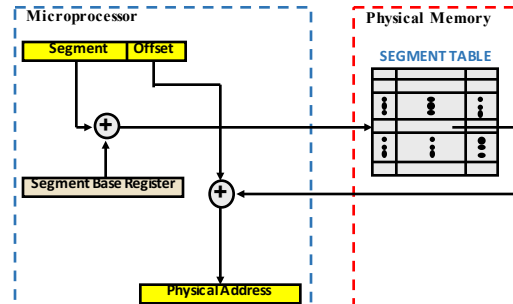 Microprocessor
Physical Memory
Segment Offset
SEGMENT TABLE
+
Segment Base Register
+
Physical Address